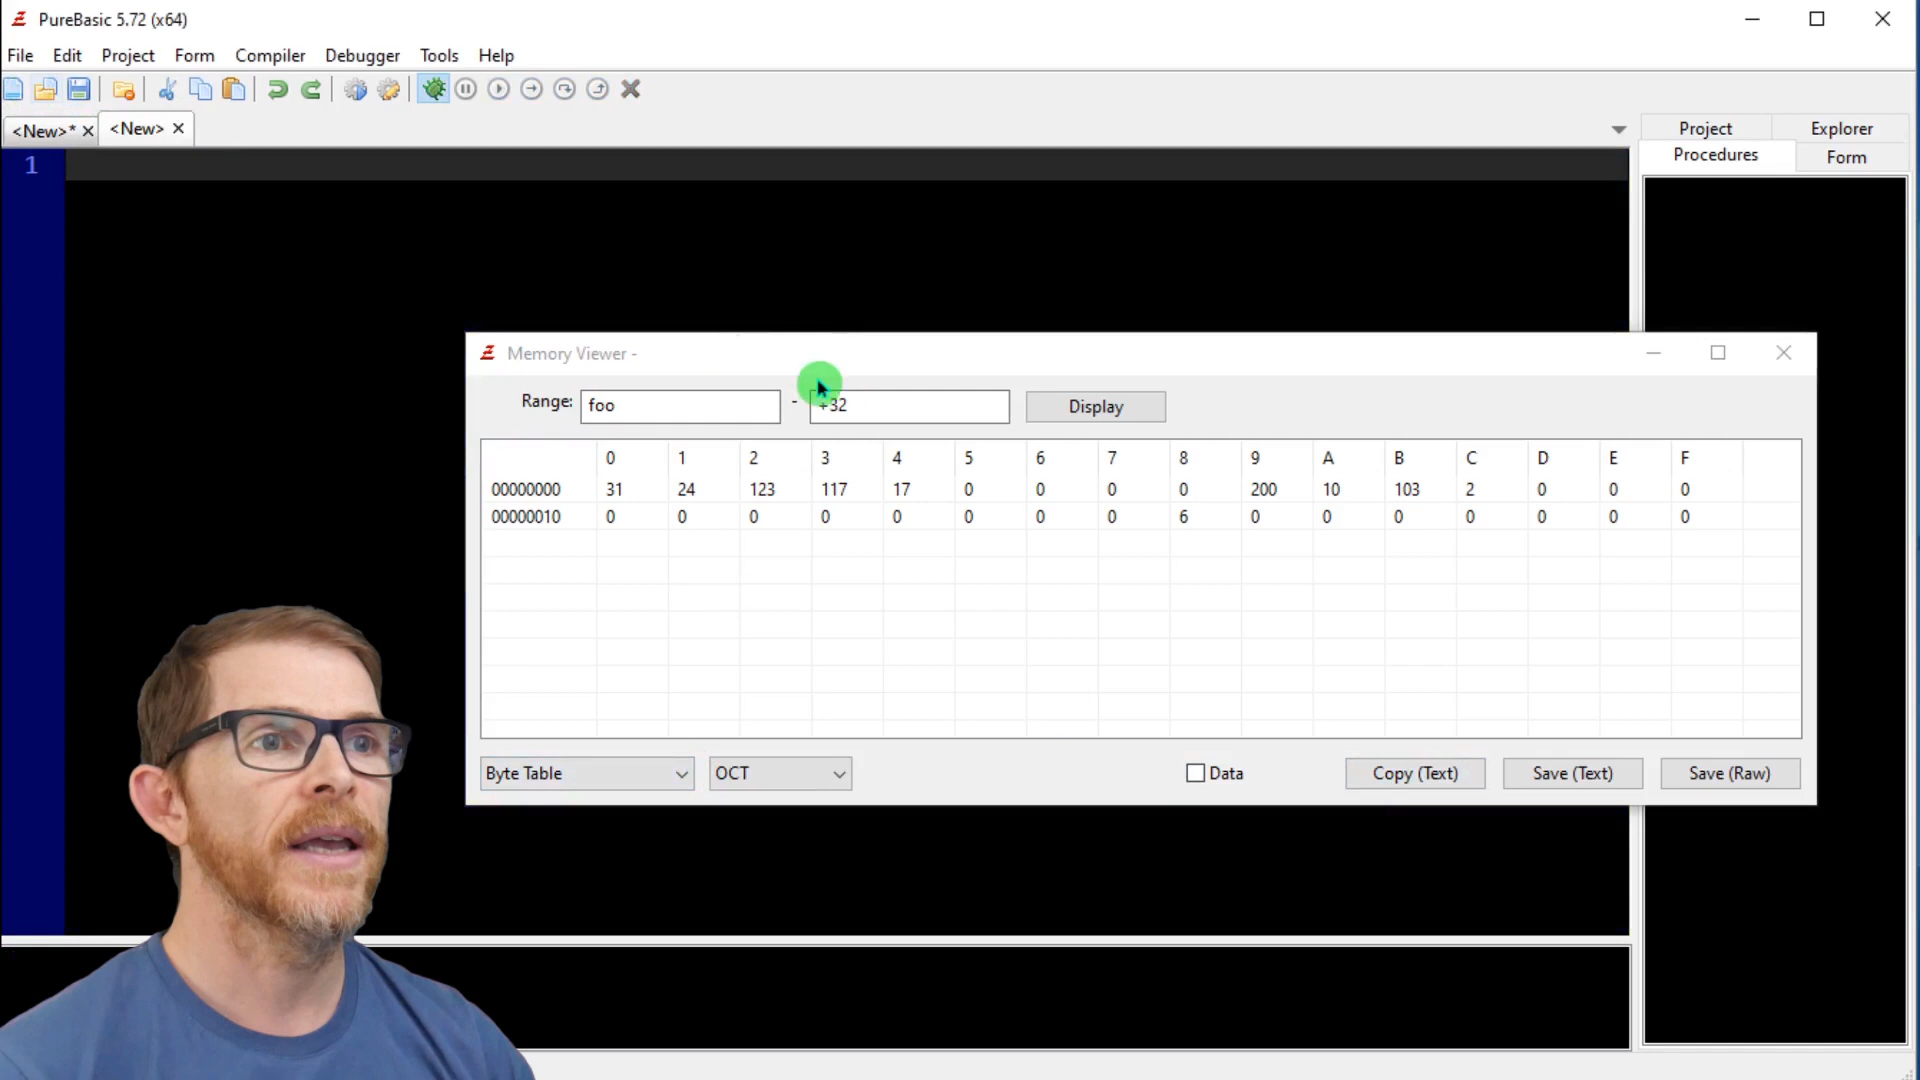 PureBasic 5.72 (x64)
File Edit Project Form Compiler Debugger Tools Help
<New>* <New>
Project Explorer
Procedures Form
1
Memory Viewer -
Range: foo - +32 Display
0 1 2 3 4 5 6 7 8 9 A B C D E F
00000000 31 24 123 117 17 0 0 0 0 200 10 103 2 0 0 0
00000010 0 0 0 0 0 0 0 0 6 0 0 0 0 0 0 0
Byte Table OCT Data Copy (Text) Save (Text) Save (Raw)